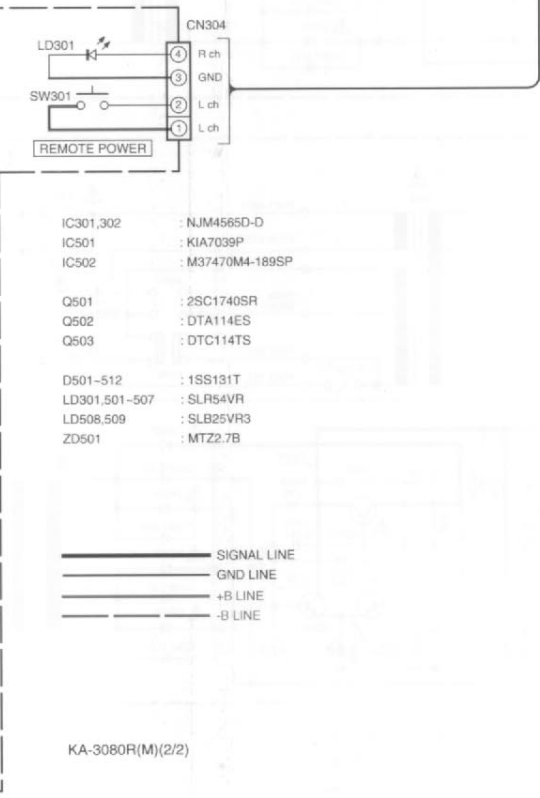 CN304
LD301
4 R ch
3 GND
SW301
2 L ch
1 L ch
REMOTE POWER
IC301,302 : NJM4565D-D
IC501 : KIA7039P
IC502 : M37470M4-189SP
Q501 : 2SC1740SR
Q502 : DTA114ES
Q503 : DTC114TS
D501~512 : 1SS131T
LD301,501~507 : SLR54VR
LD508,509 : SLB25VR3
ZD501 : MTZ2.7B
SIGNAL LINE
GND LINE
+B LINE
-B LINE
KA-3080R(M)(2/2)